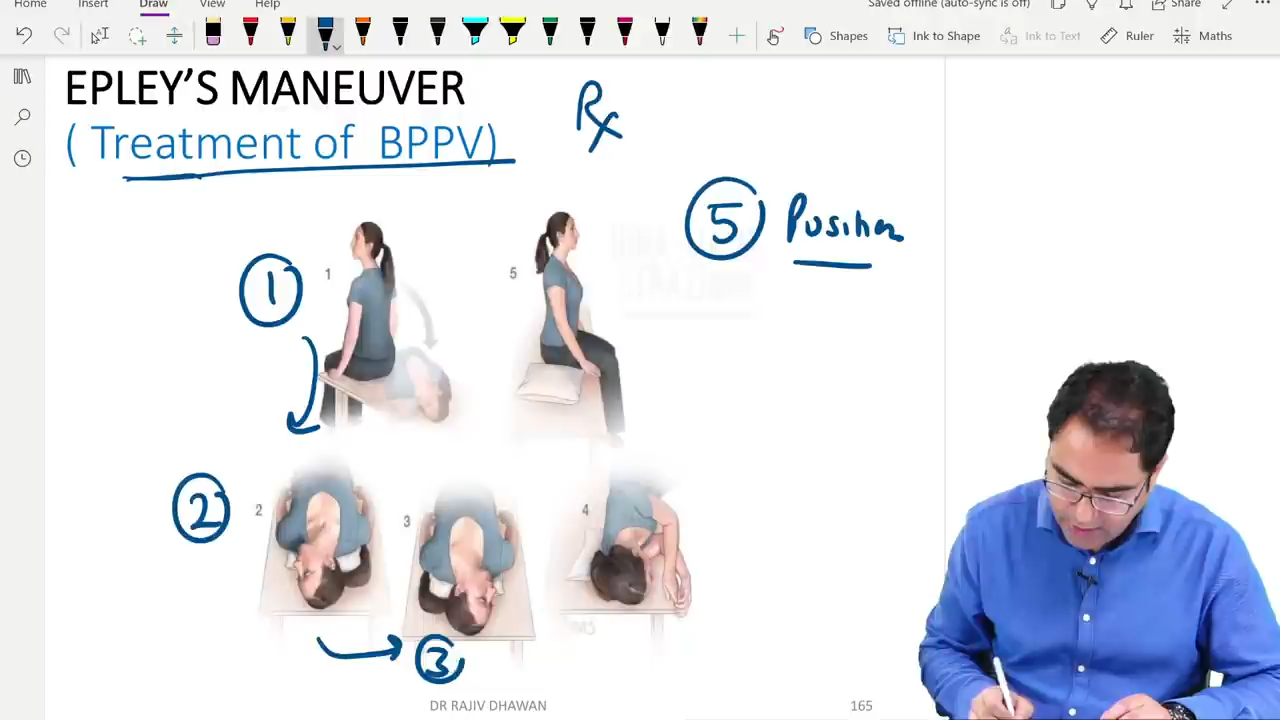 Home Insert Draw View Help Saved offline (auto-sync is off) Share
Shapes Ink to Shape Ink to Text Ruler Maths
EPLEY'S MANEUVER
( Treatment of BPPV)
Rx
5 Position
1 1 5
2 2 3 4
3
DR RAJIV DHAWAN 165